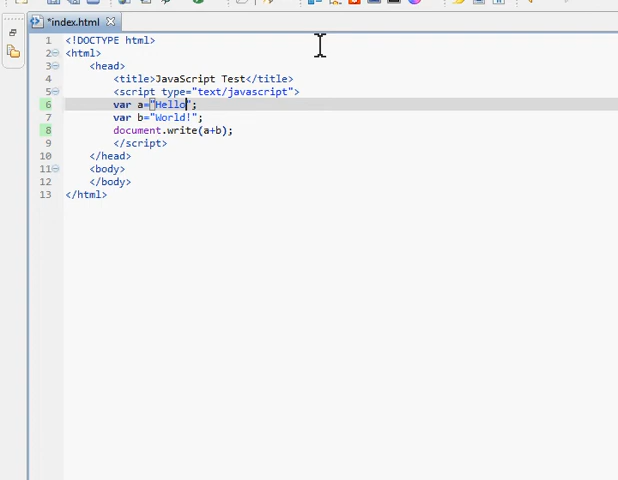 *index.html
1 <!DOCTYPE html>
2 <html>
3 <head>
4 <title>JavaScript Test</title>
5 <script type="text/javascript">
6 var a="Hello";
7 var b="World!";
8 document.write(a+b);
9 </script>
10 </head>
11 <body>
12 </body>
13 </html>